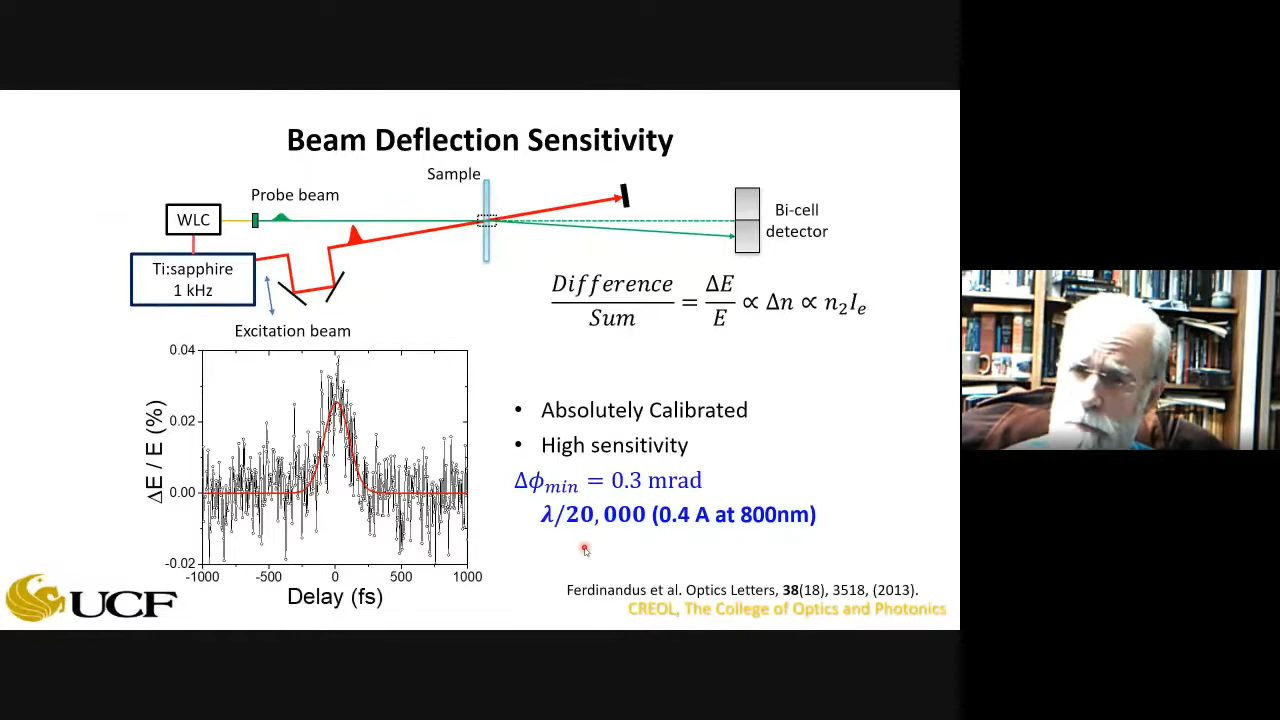 Beam Deflection Sensitivity
Sample
Probe beam
WLC
Bi-cell
detector
Ti:sapphire
1 kHz
Excitation beam
Difference/Sum = ΔE/E ∝ Δn ∝ n₂Iₑ
0.04
0.02
0.00
-0.02
ΔE / E (%)
-1000 -500 0 500 1000
Delay (fs)
• Absolutely Calibrated
• High sensitivity
Δϕₘᵢₙ = 0.3 mrad
λ/20,000 (0.4 A at 800nm)
Ferdinandus et al. Optics Letters, 38(18), 3518, (2013).
UCF
CREOL, The College of Optics and Photonics